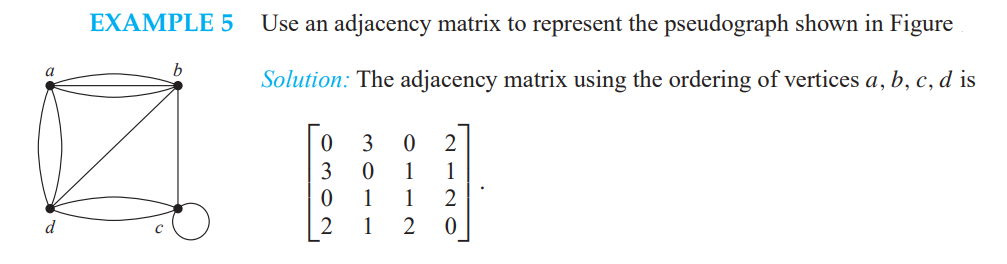 EXAMPLE 5 Use an adjacency matrix to represent the pseudograph shown in Figure
Solution: The adjacency matrix using the ordering of vertices a, b, c, d is
a b
d c
0 3 0 2
3 0 1 1
0 1 1 2
2 1 2 0 .